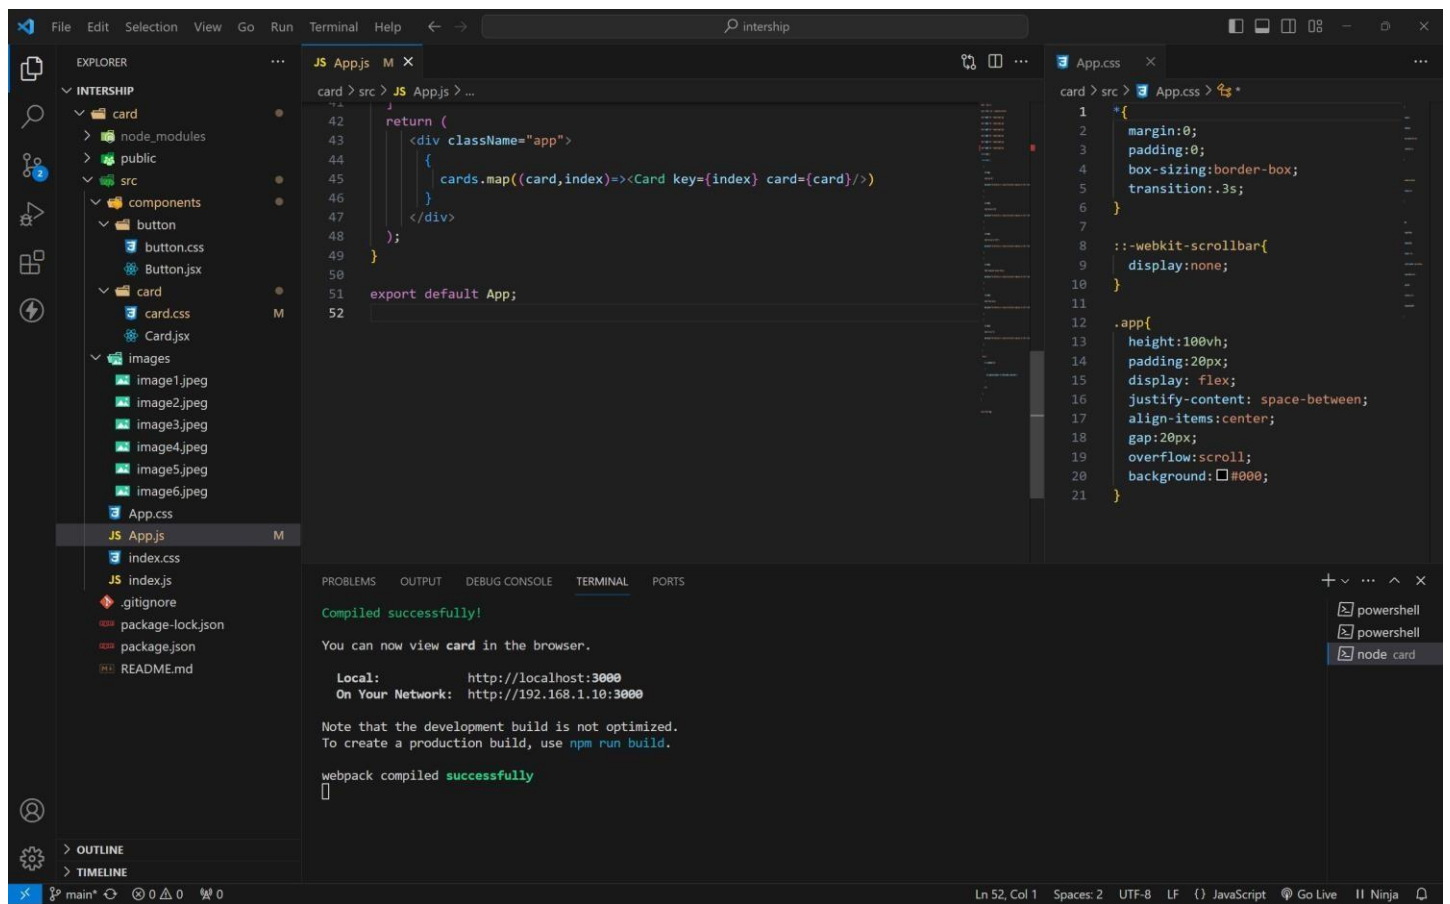 File Edit Selection View Go Run Terminal Help intership
EXPLORER
INTERSHIP
card
node_modules
public
src
components
button
button.css
Button.jsx
card
card.css M
Card.jsx
images
image1.jpeg
image2.jpeg
image3.jpeg
image4.jpeg
image5.jpeg
image6.jpeg
App.css
JS App.js M
index.css
JS index.js
.gitignore
package-lock.json
package.json
README.md
OUTLINE
TIMELINE
2
JS App.js M
card > src > JS App.js > ...
41 ]
42 return (
43 <div className="app">
44 {
45 cards.map((card,index)=><Card key={index} card={card}/>)
46 }
47 </div>
48 );
49 }
50
51 export default App;
52
App.css
card > src > App.css > *
1 *{
2 margin:0;
3 padding:0;
4 box-sizing:border-box;
5 transition:.3s;
6 }
7
8 ::-webkit-scrollbar{
9 display:none;
10 }
11
12 .app{
13 height:100vh;
14 padding:20px;
15 display: flex;
16 justify-content: space-between;
17 align-items:center;
18 gap:20px;
19 overflow:scroll;
20 background:#000;
21 }
PROBLEMS OUTPUT DEBUG CONSOLE TERMINAL PORTS
Compiled successfully!
You can now view card in the browser.
Local: http://localhost:3000
On Your Network: http://192.168.1.10:3000
Note that the development build is not optimized.
To create a production build, use npm run build.
webpack compiled successfully
powershell
powershell
node card
main* 0 0 0 Ln 52, Col 1 Spaces: 2 UTF-8 LF {} JavaScript Go Live Ninja